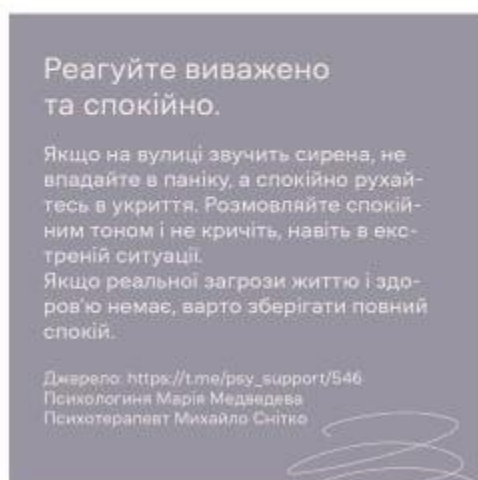 Реагуйте виважено
та спокійно.
Якщо на вулиці звучить сирена, не
впадайте в паніку, а спокійно рухай-
тесь в укриття. Розмовляйте спокій-
ним тоном і не кричіть, навіть в екс-
треній ситуації.
Якщо реальної загрози життю і здо-
ров'ю немає, варто зберігати повний
спокій.
Джерело: https://t.me/psy_support/546
Психологиня Марія Медведева
Психотерапевт Михайло Снітко